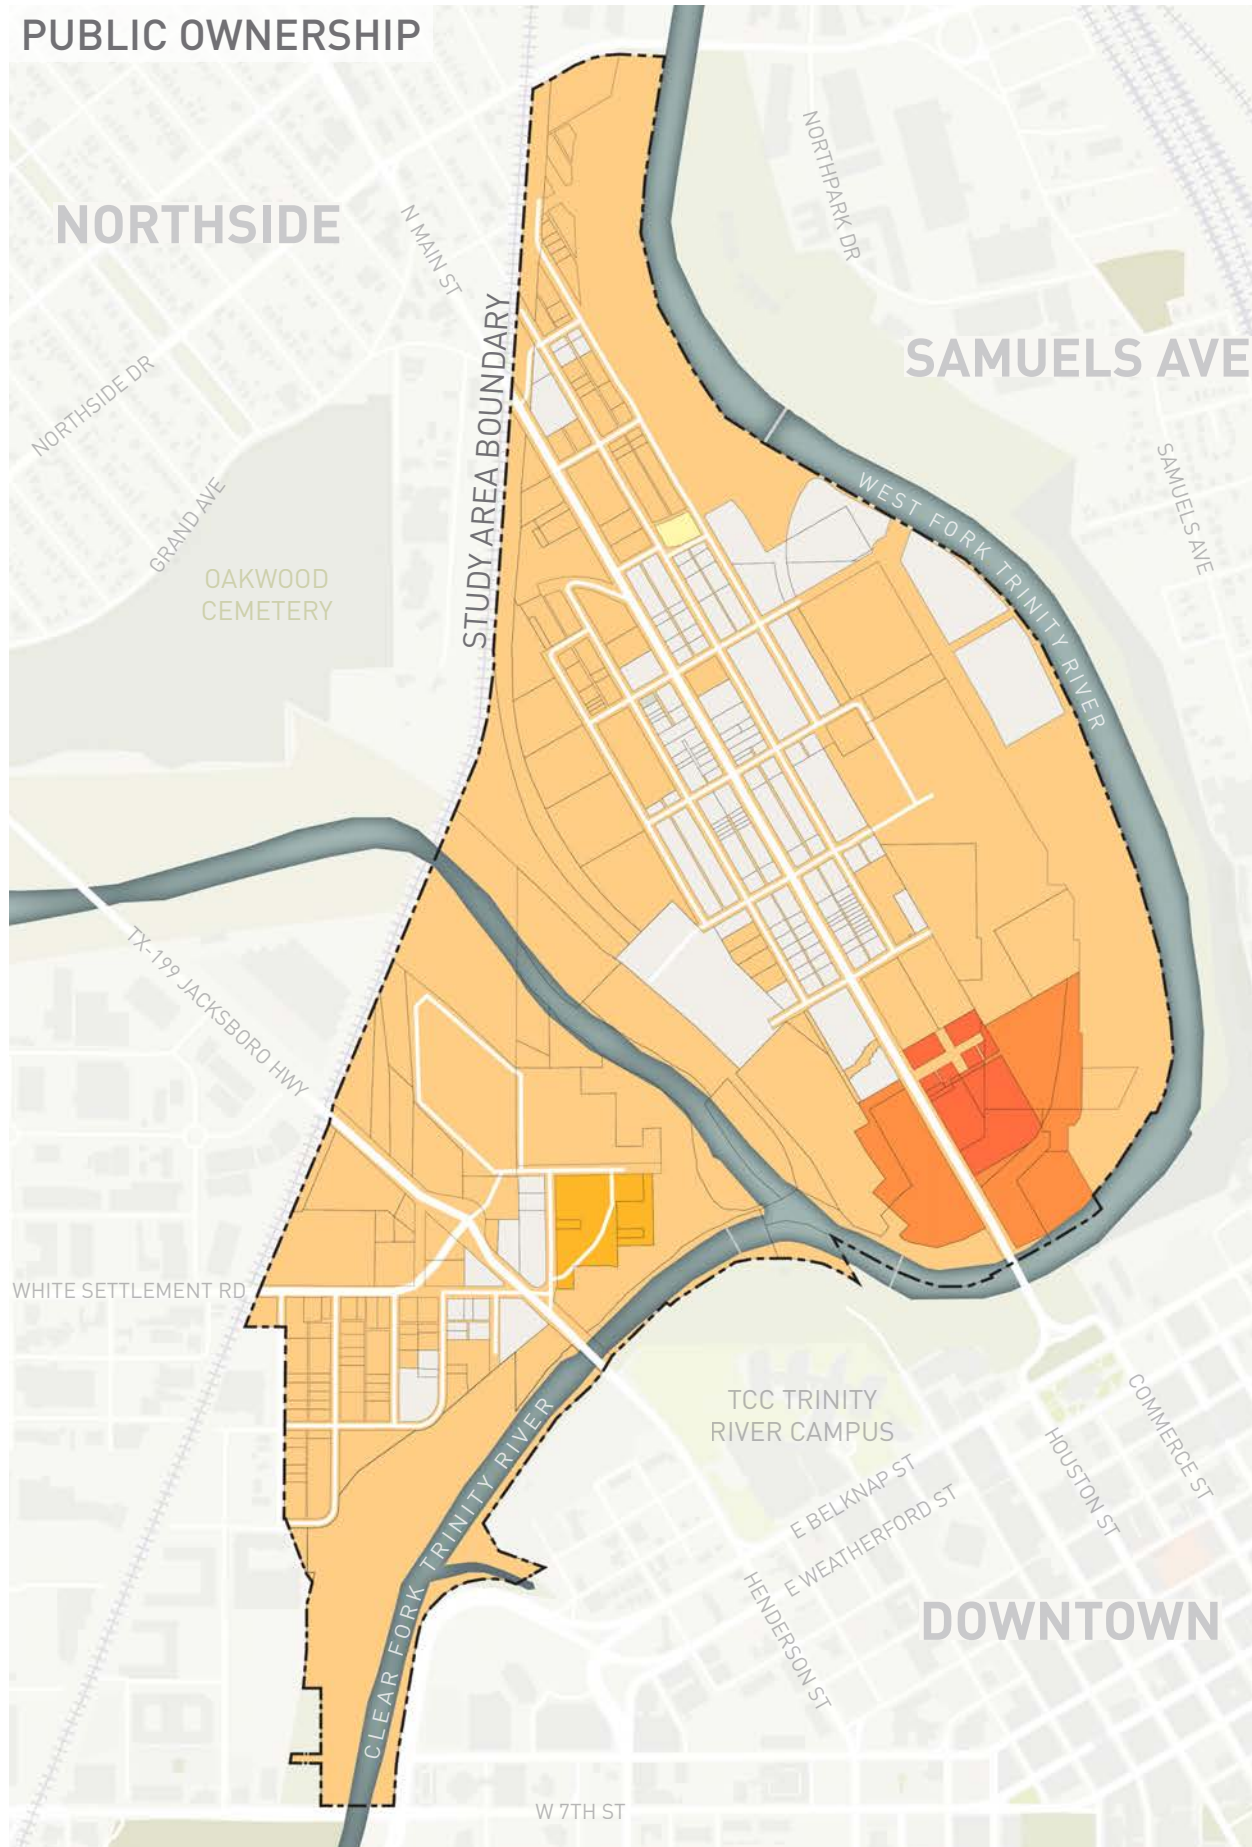 PUBLIC OWNERSHIP
NORTHSIDE
N MAIN ST
NORTHPARK DR
SAMUELS AVE
NORTHSIDE DR
STUDY AREA BOUNDARY
SAMUELS AVE
GRAND AVE
WEST FORK TRINITY RIVER
OAKWOOD
CEMETERY
TX-199 JACKSBORO HWY
WHITE SETTLEMENT RD
TCC TRINITY
RIVER CAMPUS
COMMERCE ST
HOUSTON ST
E BELKNAP ST
E WEATHERFORD ST
HENDERSON ST
DOWNTOWN
CLEAR FORK TRINITY RIVER
W 7TH ST